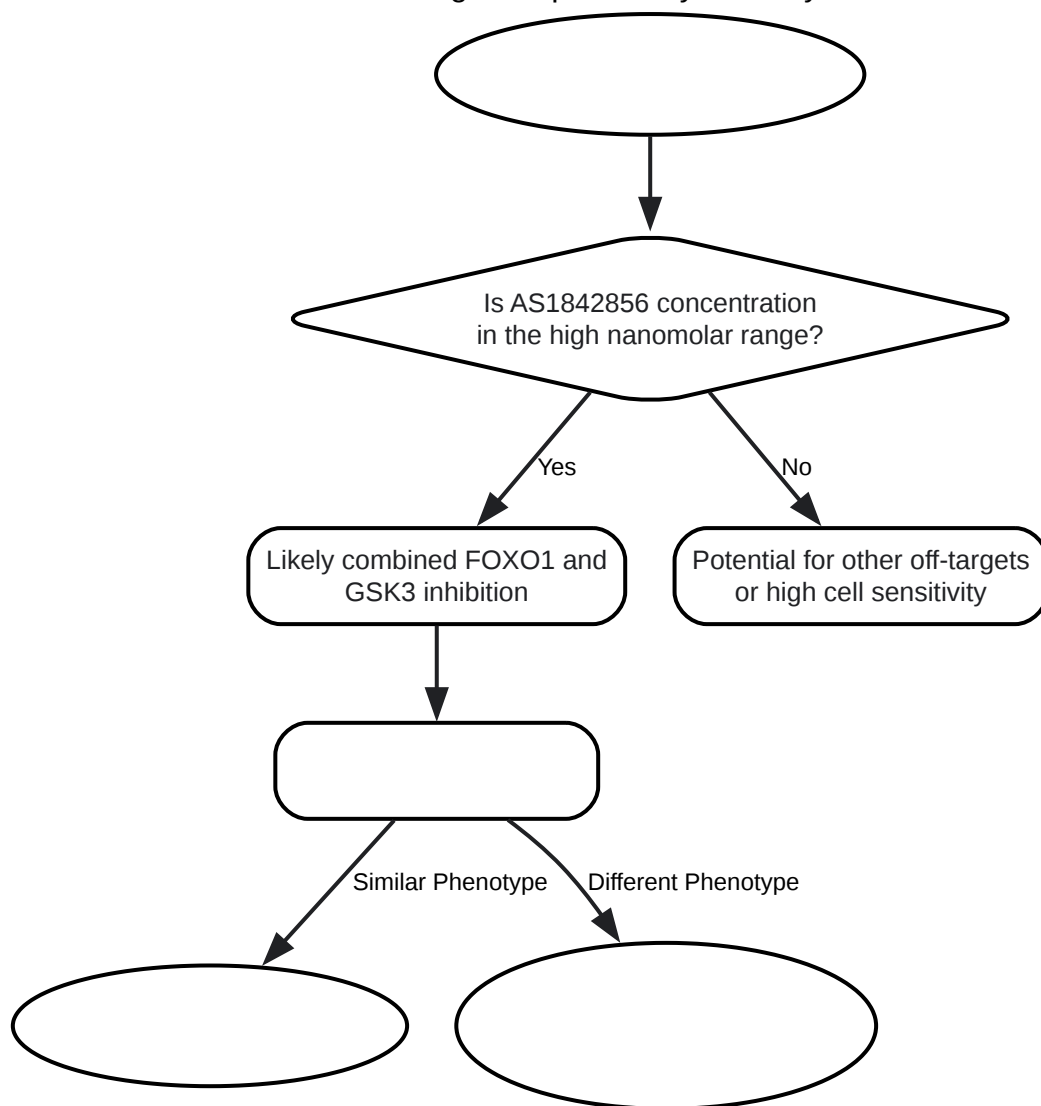 Is AS1842856 concentration
in the high nanomolar range?
Yes
No
Likely combined FOXO1 and
GSK3 inhibition
Potential for other off-targets
or high cell sensitivity
Similar Phenotype
Different Phenotype